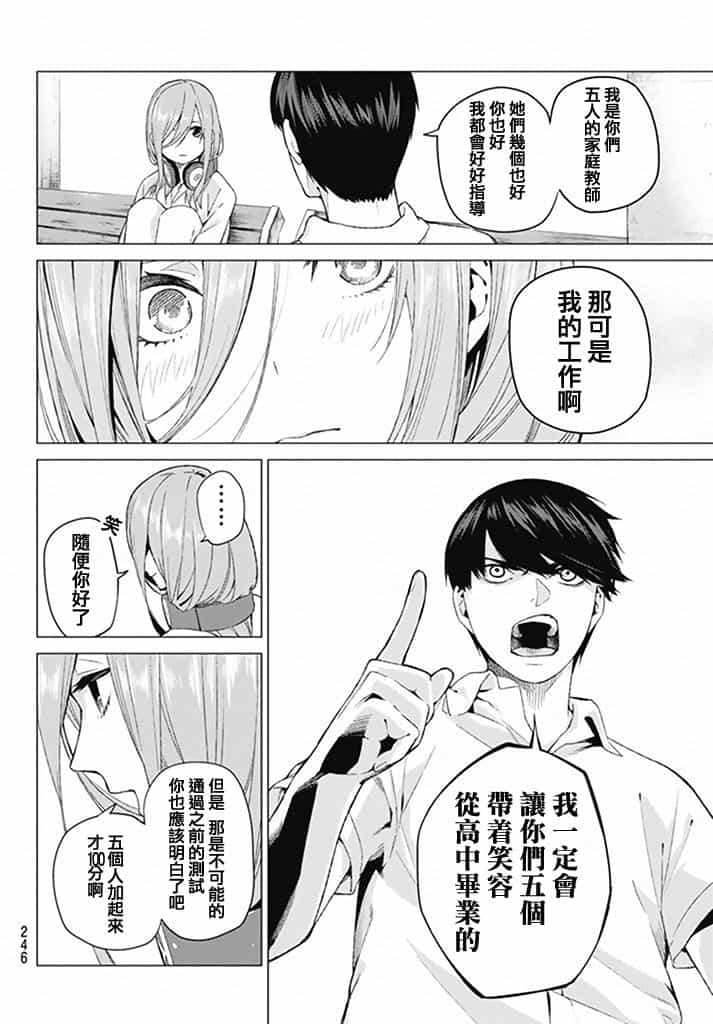 我是你們
五人的家庭教師
她們幾個也好
你也好
我都會好好指導
那可是
我的工作啊
我一定會
讓你們五個
帶着笑容
從高中畢業的
……
笑
隨便你好了
但是 那是不可能的
通過之前的測試
你也應該明白了吧
五個人加起來
才100分啊
246